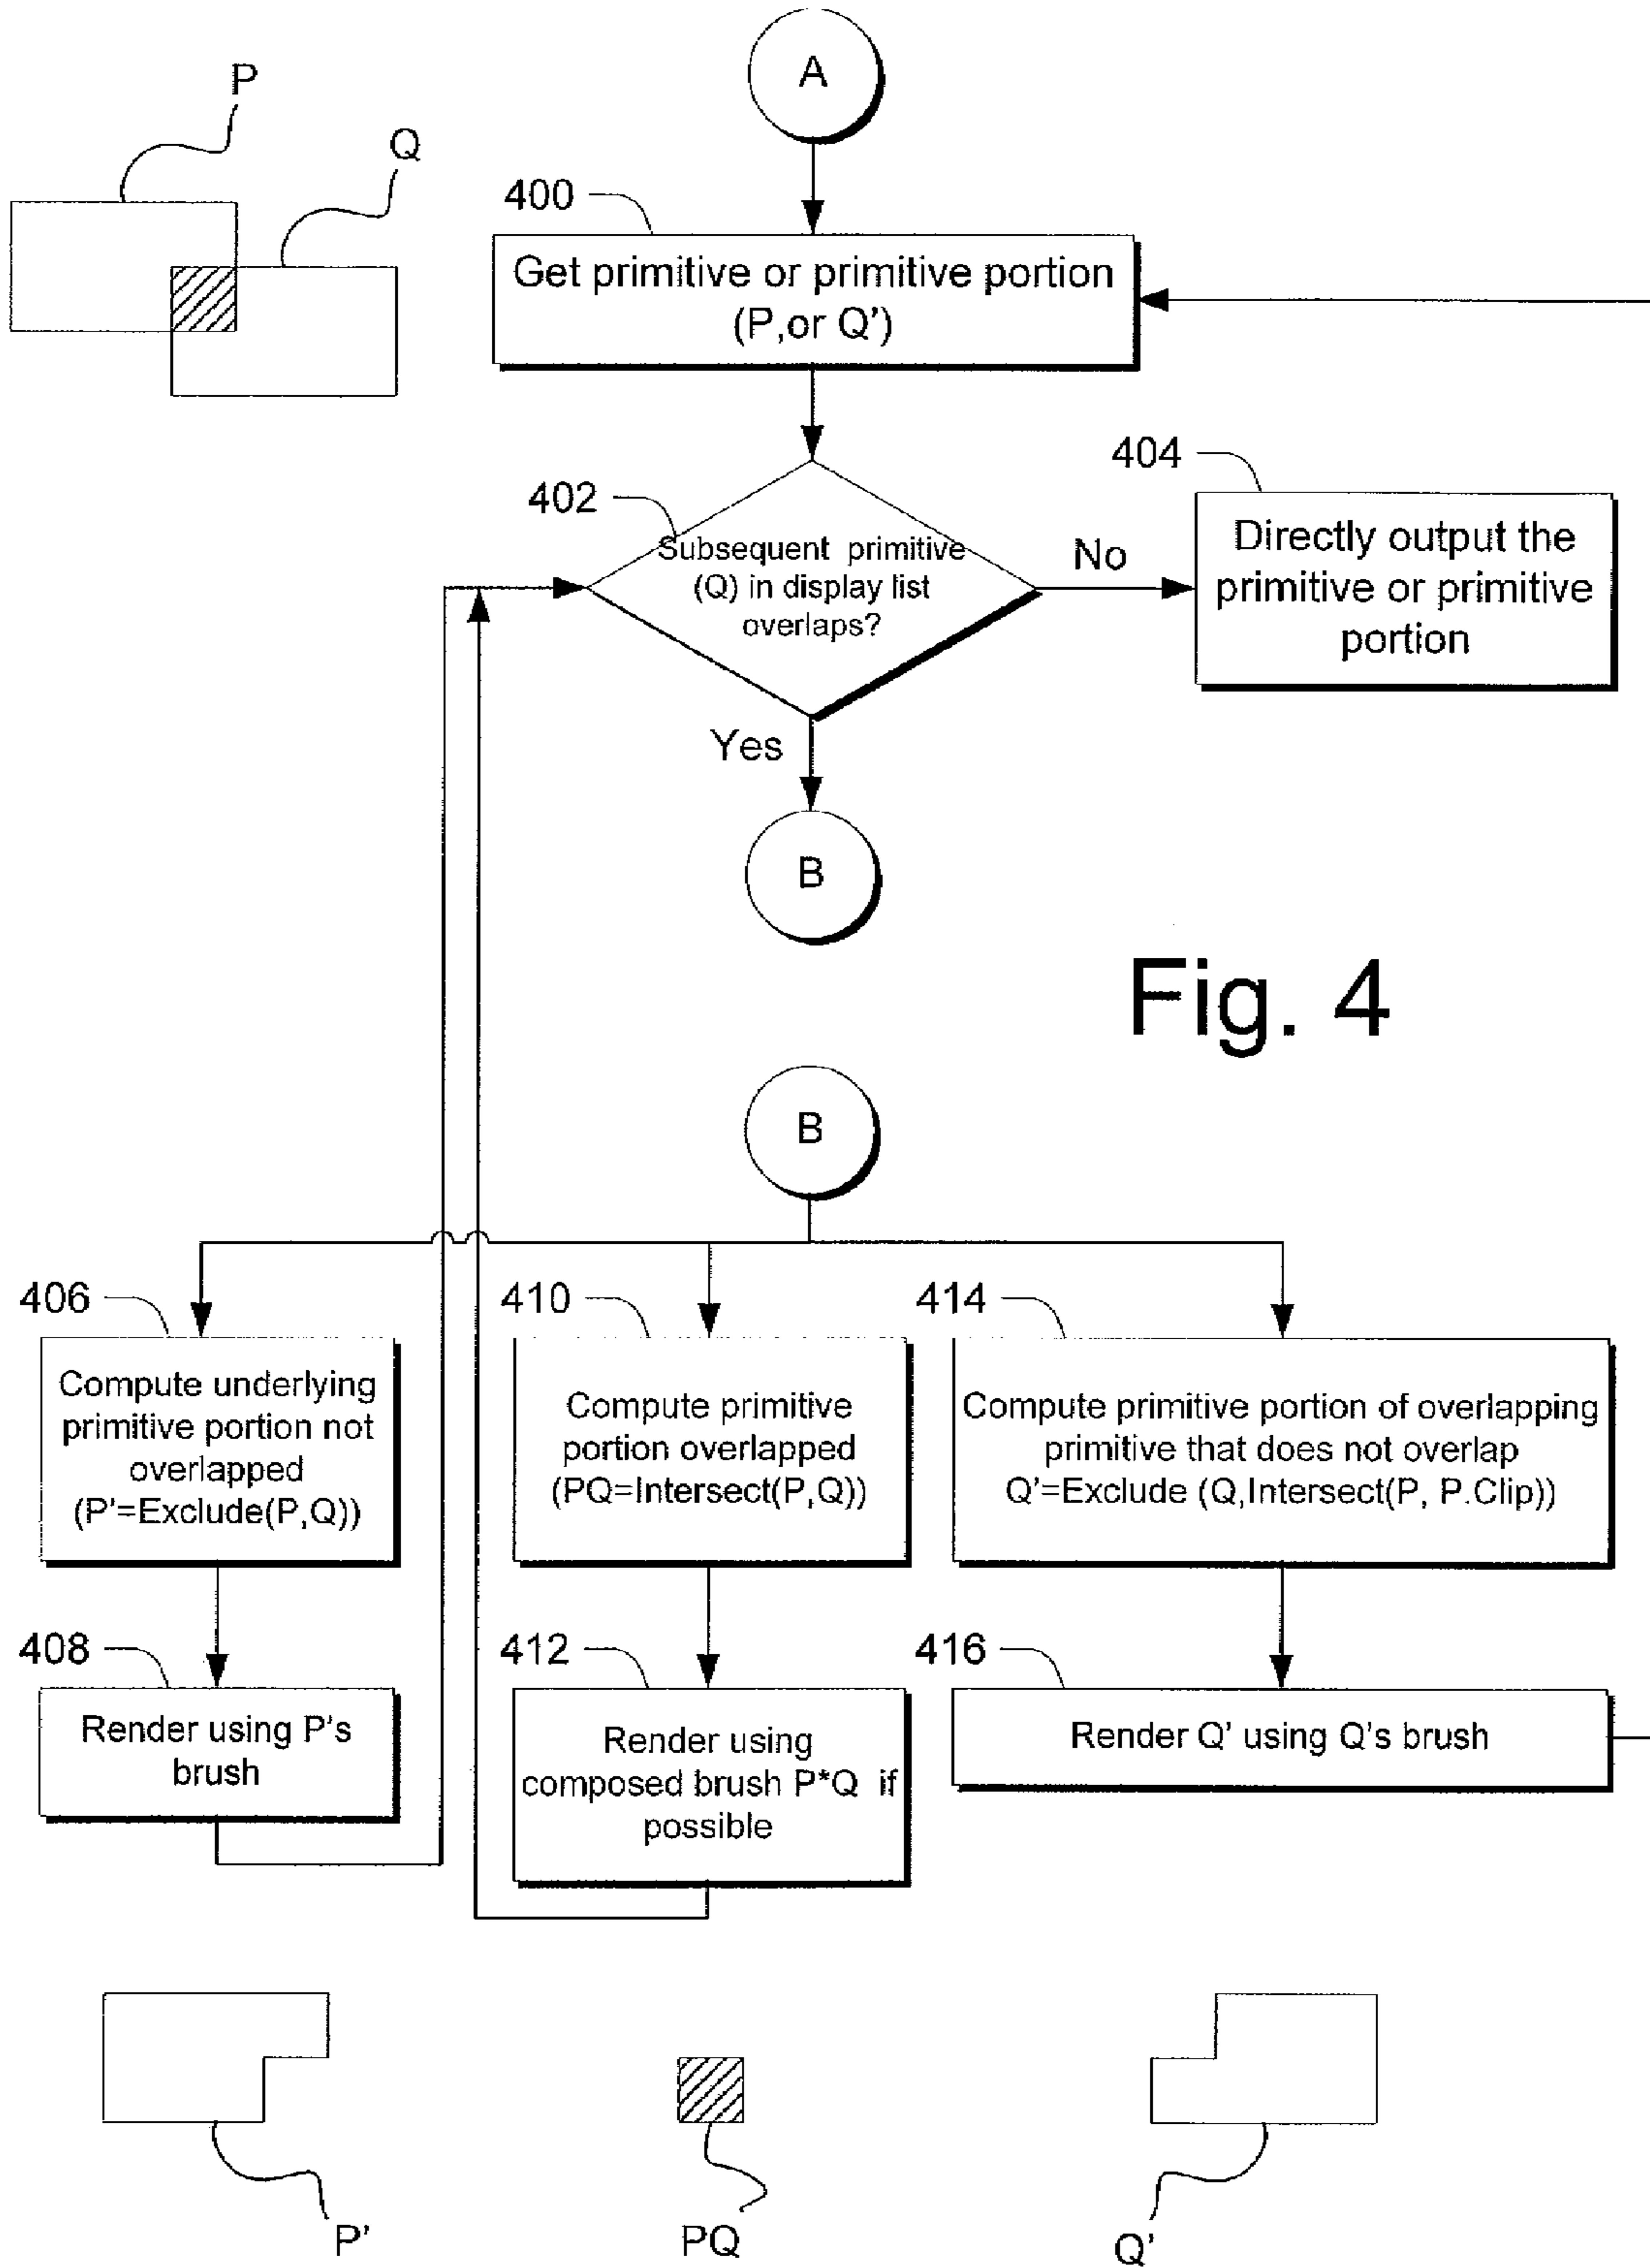 A
P
Q
400
Get primitive or primitive portion
(P,or Q')
402
Subsequent primitive
(Q) in display list
overlaps?
No
404
Directly output the
primitive or primitive
portion
Yes
B
Fig. 4
B
406
Compute underlying
primitive portion not
overlapped
(P'=Exclude(P,Q))
410
Compute primitive
portion overlapped
(PQ=Intersect(P,Q))
414
Compute primitive portion of overlapping
primitive that does not overlap
Q'=Exclude (Q,Intersect(P, P.Clip))
408
Render using P's
brush
412
Render using
composed brush P*Q if
possible
416
Render Q' using Q's brush
P'
PQ
Q'